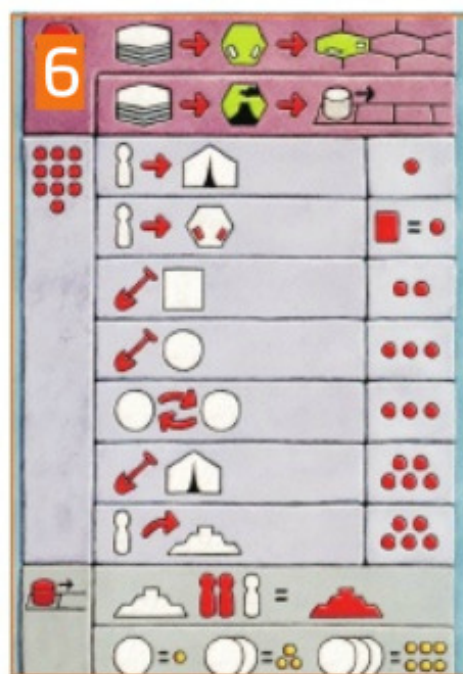 6
=
=
= = =